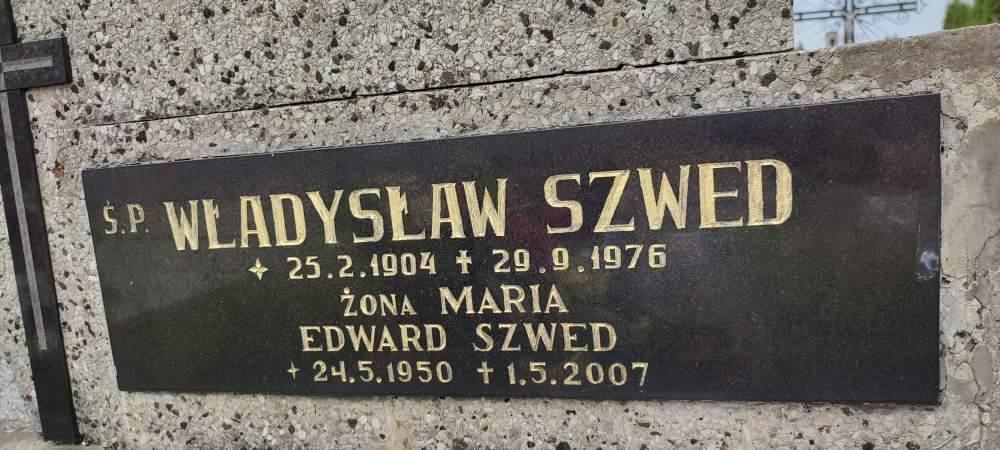 Ś.P. WŁADYSŁAW SZWED
✦ 25.2.1904 ✝ 29.9.1976
ŻONA MARIA
EDWARD SZWED
✦ 24.5.1950 ✝ 1.5.2007